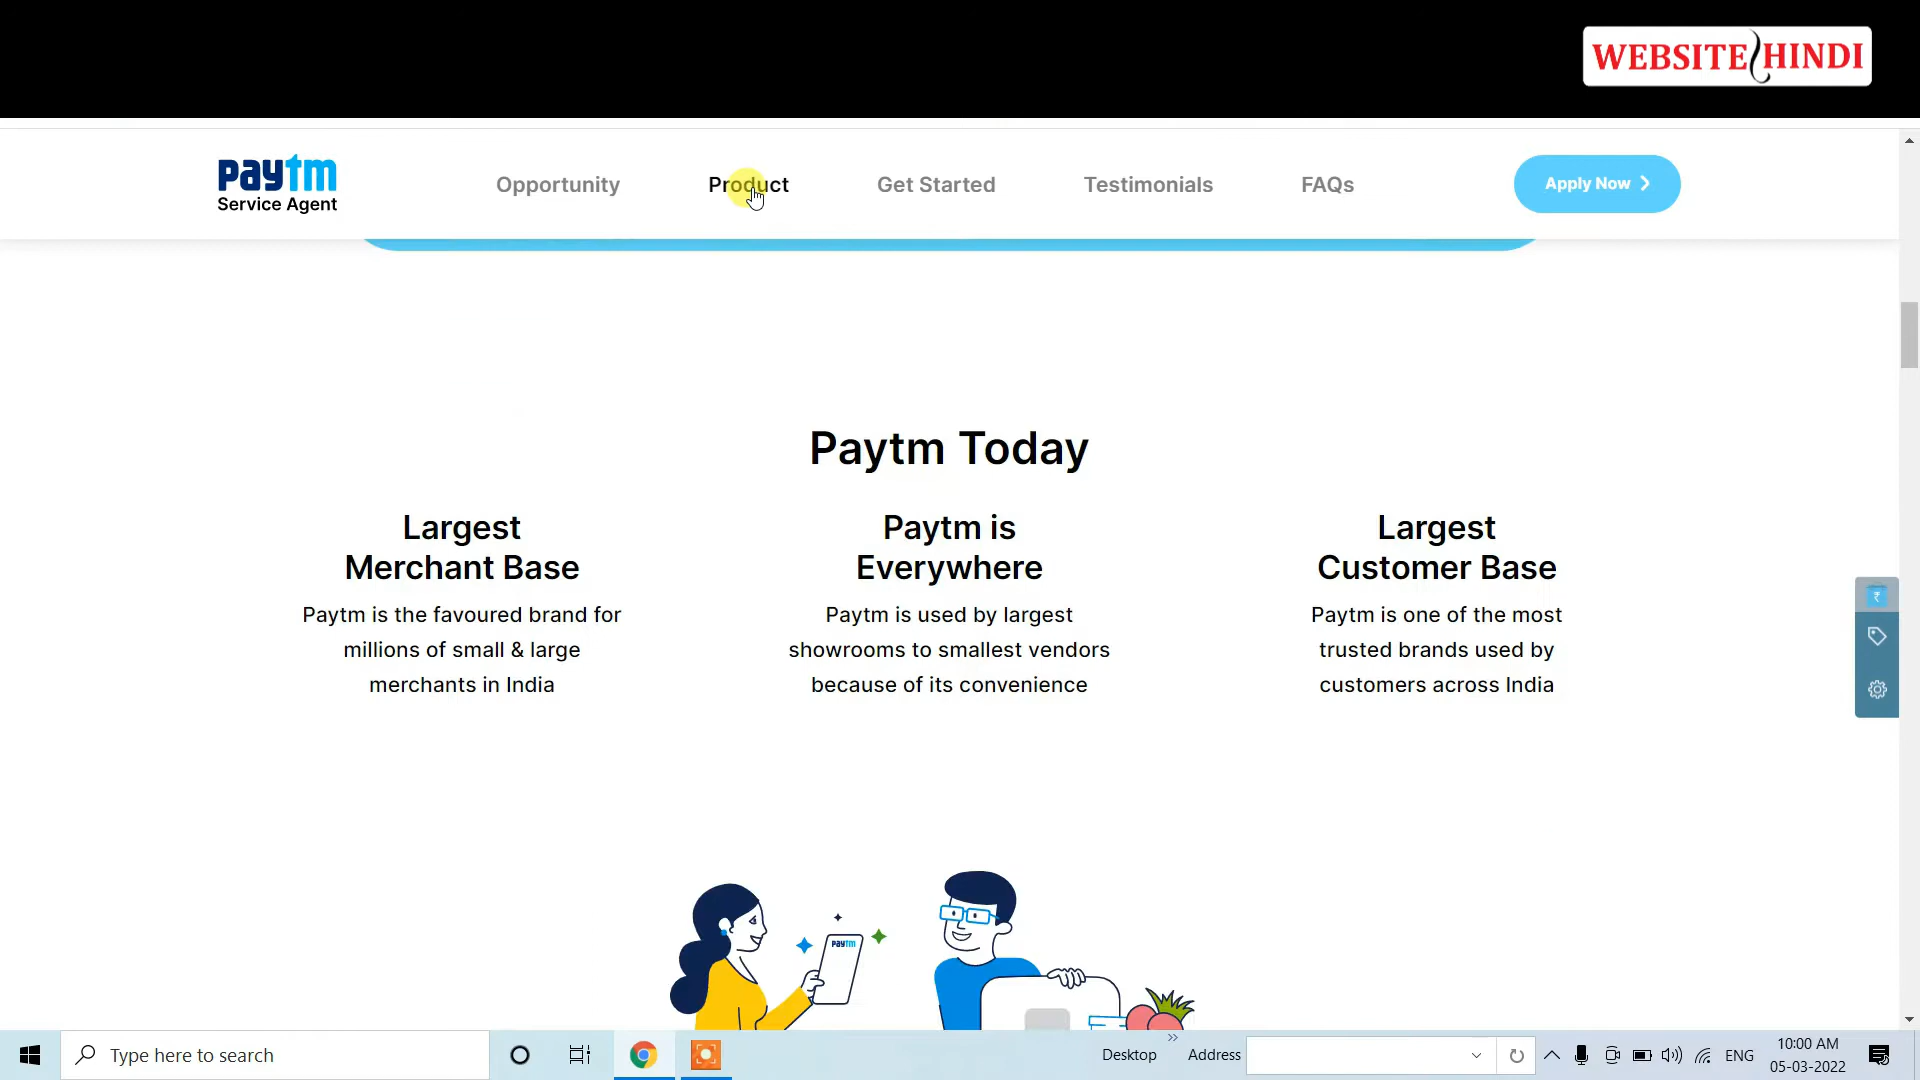 WEBSITE HINDI
paytm
Service Agent
Opportunity
Product
Get Started
Testimonials
FAQs
Apply Now
Paytm Today
Largest
Merchant Base
Paytm is the favoured brand for
millions of small & large
merchants in India
Paytm is
Everywhere
Paytm is used by largest
showrooms to smallest vendors
because of its convenience
Largest
Customer Base
Paytm is one of the most
trusted brands used by
customers across India
₹
paytm
Type here to search
Desktop
Address
ENG
10:00 AM
05-03-2022